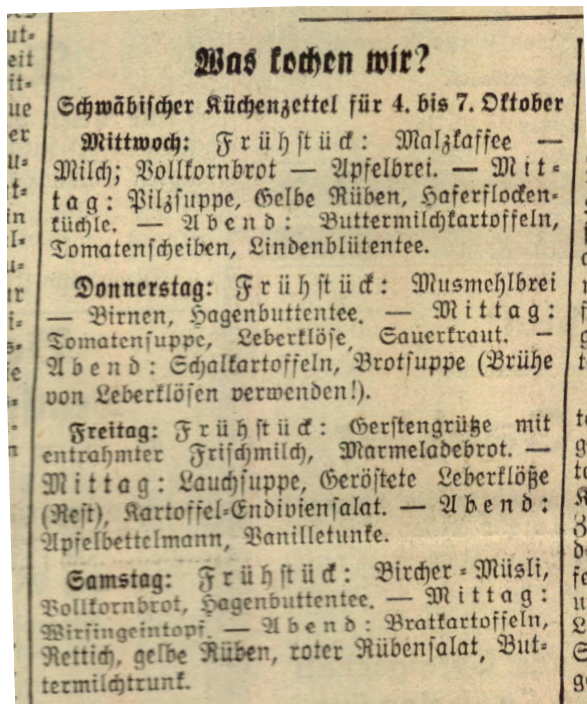 Was kochen wir?
Schwäbischer Küchenzettel für 4. bis 7. Oktober
Mittwoch: Frühstück: Malzkaffee —
Milch; Vollkornbrot — Apfelbrei. — Mit-
tag: Pilzsuppe, Gelbe Rüben, Haferflocken-
küchle. — Abend: Buttermilchkartoffeln,
Tomatenscheiben, Lindenblütentee.
Donnerstag: Frühstück: Musmehlbrei
— Birnen, Hagenbuttentee. — Mittag:
Tomatensuppe, Leberklöse, Sauerkraut. —
Abend: Schalkartoffeln, Brotsuppe (Brühe
von Leberklösen verwenden!).
Freitag: Frühstück: Gerstengrütze mit
entrahmter Frischmilch, Marmeladebrot. —
Mittag: Lauchsuppe, Geröstete Leberklöße
(Rest), Kartoffel-Endiviensalat. — Abend:
Apfelbettelmann, Vanilletunke.
Samstag: Frühstück: Bircher-Müsli,
Vollkornbrot, Hagenbuttentee. — Mittag:
Wirsingeintopf. — Abend: Bratkartoffeln,
Rettich, gelbe Rüben, roter Rübensalat, But-
termilchtrunk.